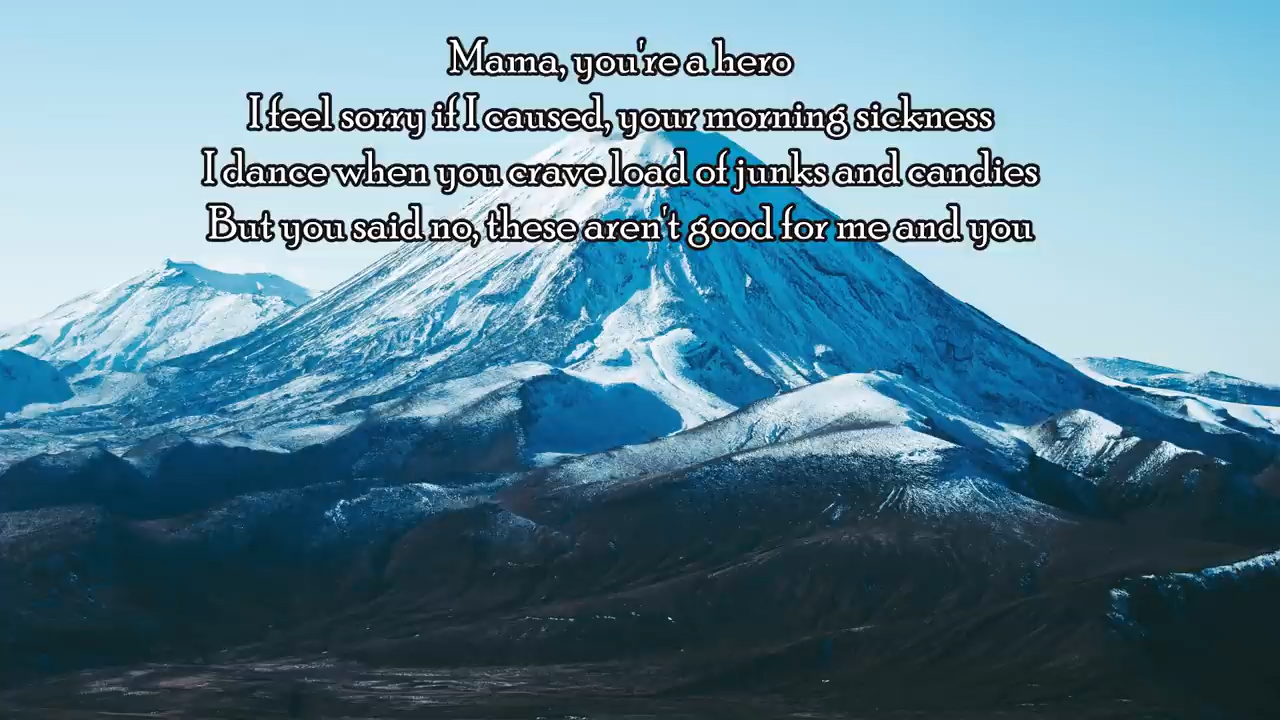 Mama, you're a hero
I feel sorry if I caused, your morning sickness
I dance when you crave load of junks and candies
But you said no, these aren't good for me and you